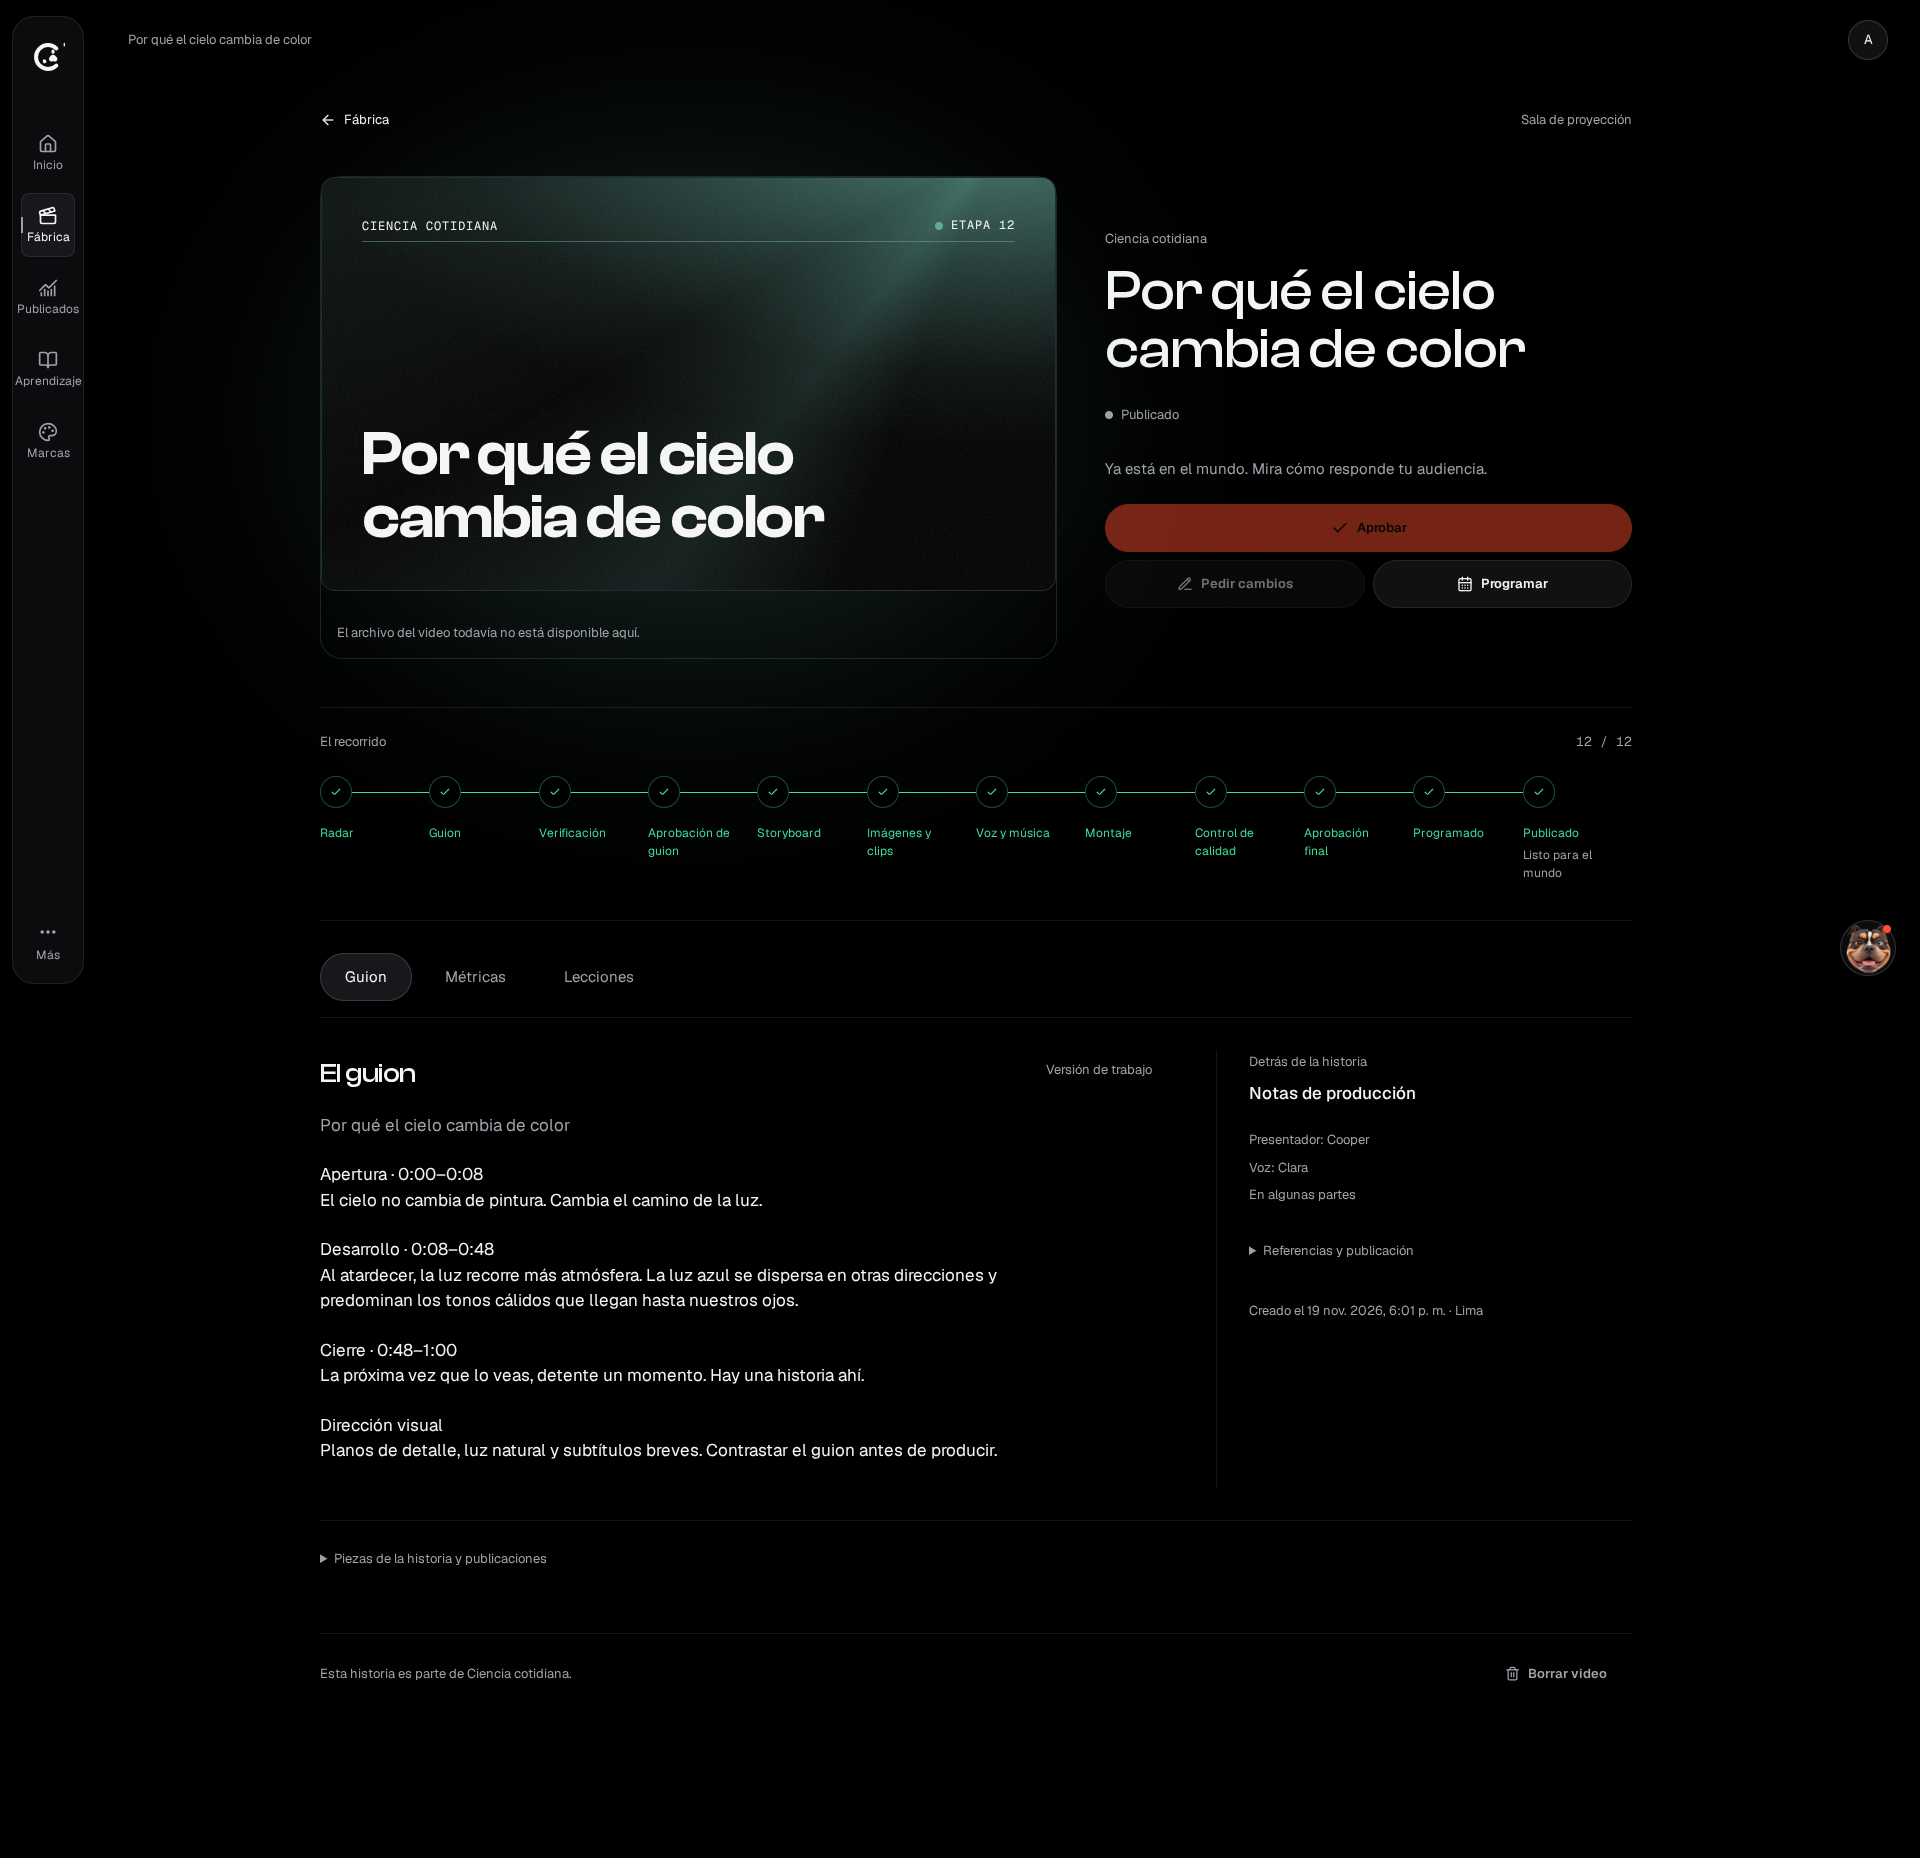 Por qué el cielo cambia de color
A
Inicio
Fábrica
Publicados
Aprendizaje
Marcas
Más
Fábrica
Sala de proyección
CIENCIA COTIDIANA
ETAPA 12
Por qué el cielo
cambia de color
El archivo del video todavía no está disponible aquí.
Ciencia cotidiana
Por qué el cielo
cambia de color
Publicado
Ya está en el mundo. Mira cómo responde tu audiencia.
Aprobar
Pedir cambios
Programar
El recorrido
12 / 12
Radar
Guion
Verificación
Aprobación de
guion
Storyboard
Imágenes y
clips
Voz y música
Montaje
Control de
calidad
Aprobación
final
Programado
Publicado
Listo para el
mundo
Guion
Métricas
Lecciones
El guion
Versión de trabajo
Por qué el cielo cambia de color
Apertura · 0:00–0:08
El cielo no cambia de pintura. Cambia el camino de la luz.
Desarrollo · 0:08–0:48
Al atardecer, la luz recorre más atmósfera. La luz azul se dispersa en otras direcciones y
predominan los tonos cálidos que llegan hasta nuestros ojos.
Cierre · 0:48–1:00
La próxima vez que lo veas, detente un momento. Hay una historia ahí.
Dirección visual
Planos de detalle, luz natural y subtítulos breves. Contrastar el guion antes de producir.
Detrás de la historia
Notas de producción
Presentador: Cooper
Voz: Clara
En algunas partes
Referencias y publicación
Creado el 19 nov. 2026, 6:01 p. m. · Lima
Piezas de la historia y publicaciones
Esta historia es parte de Ciencia cotidiana.
Borrar video